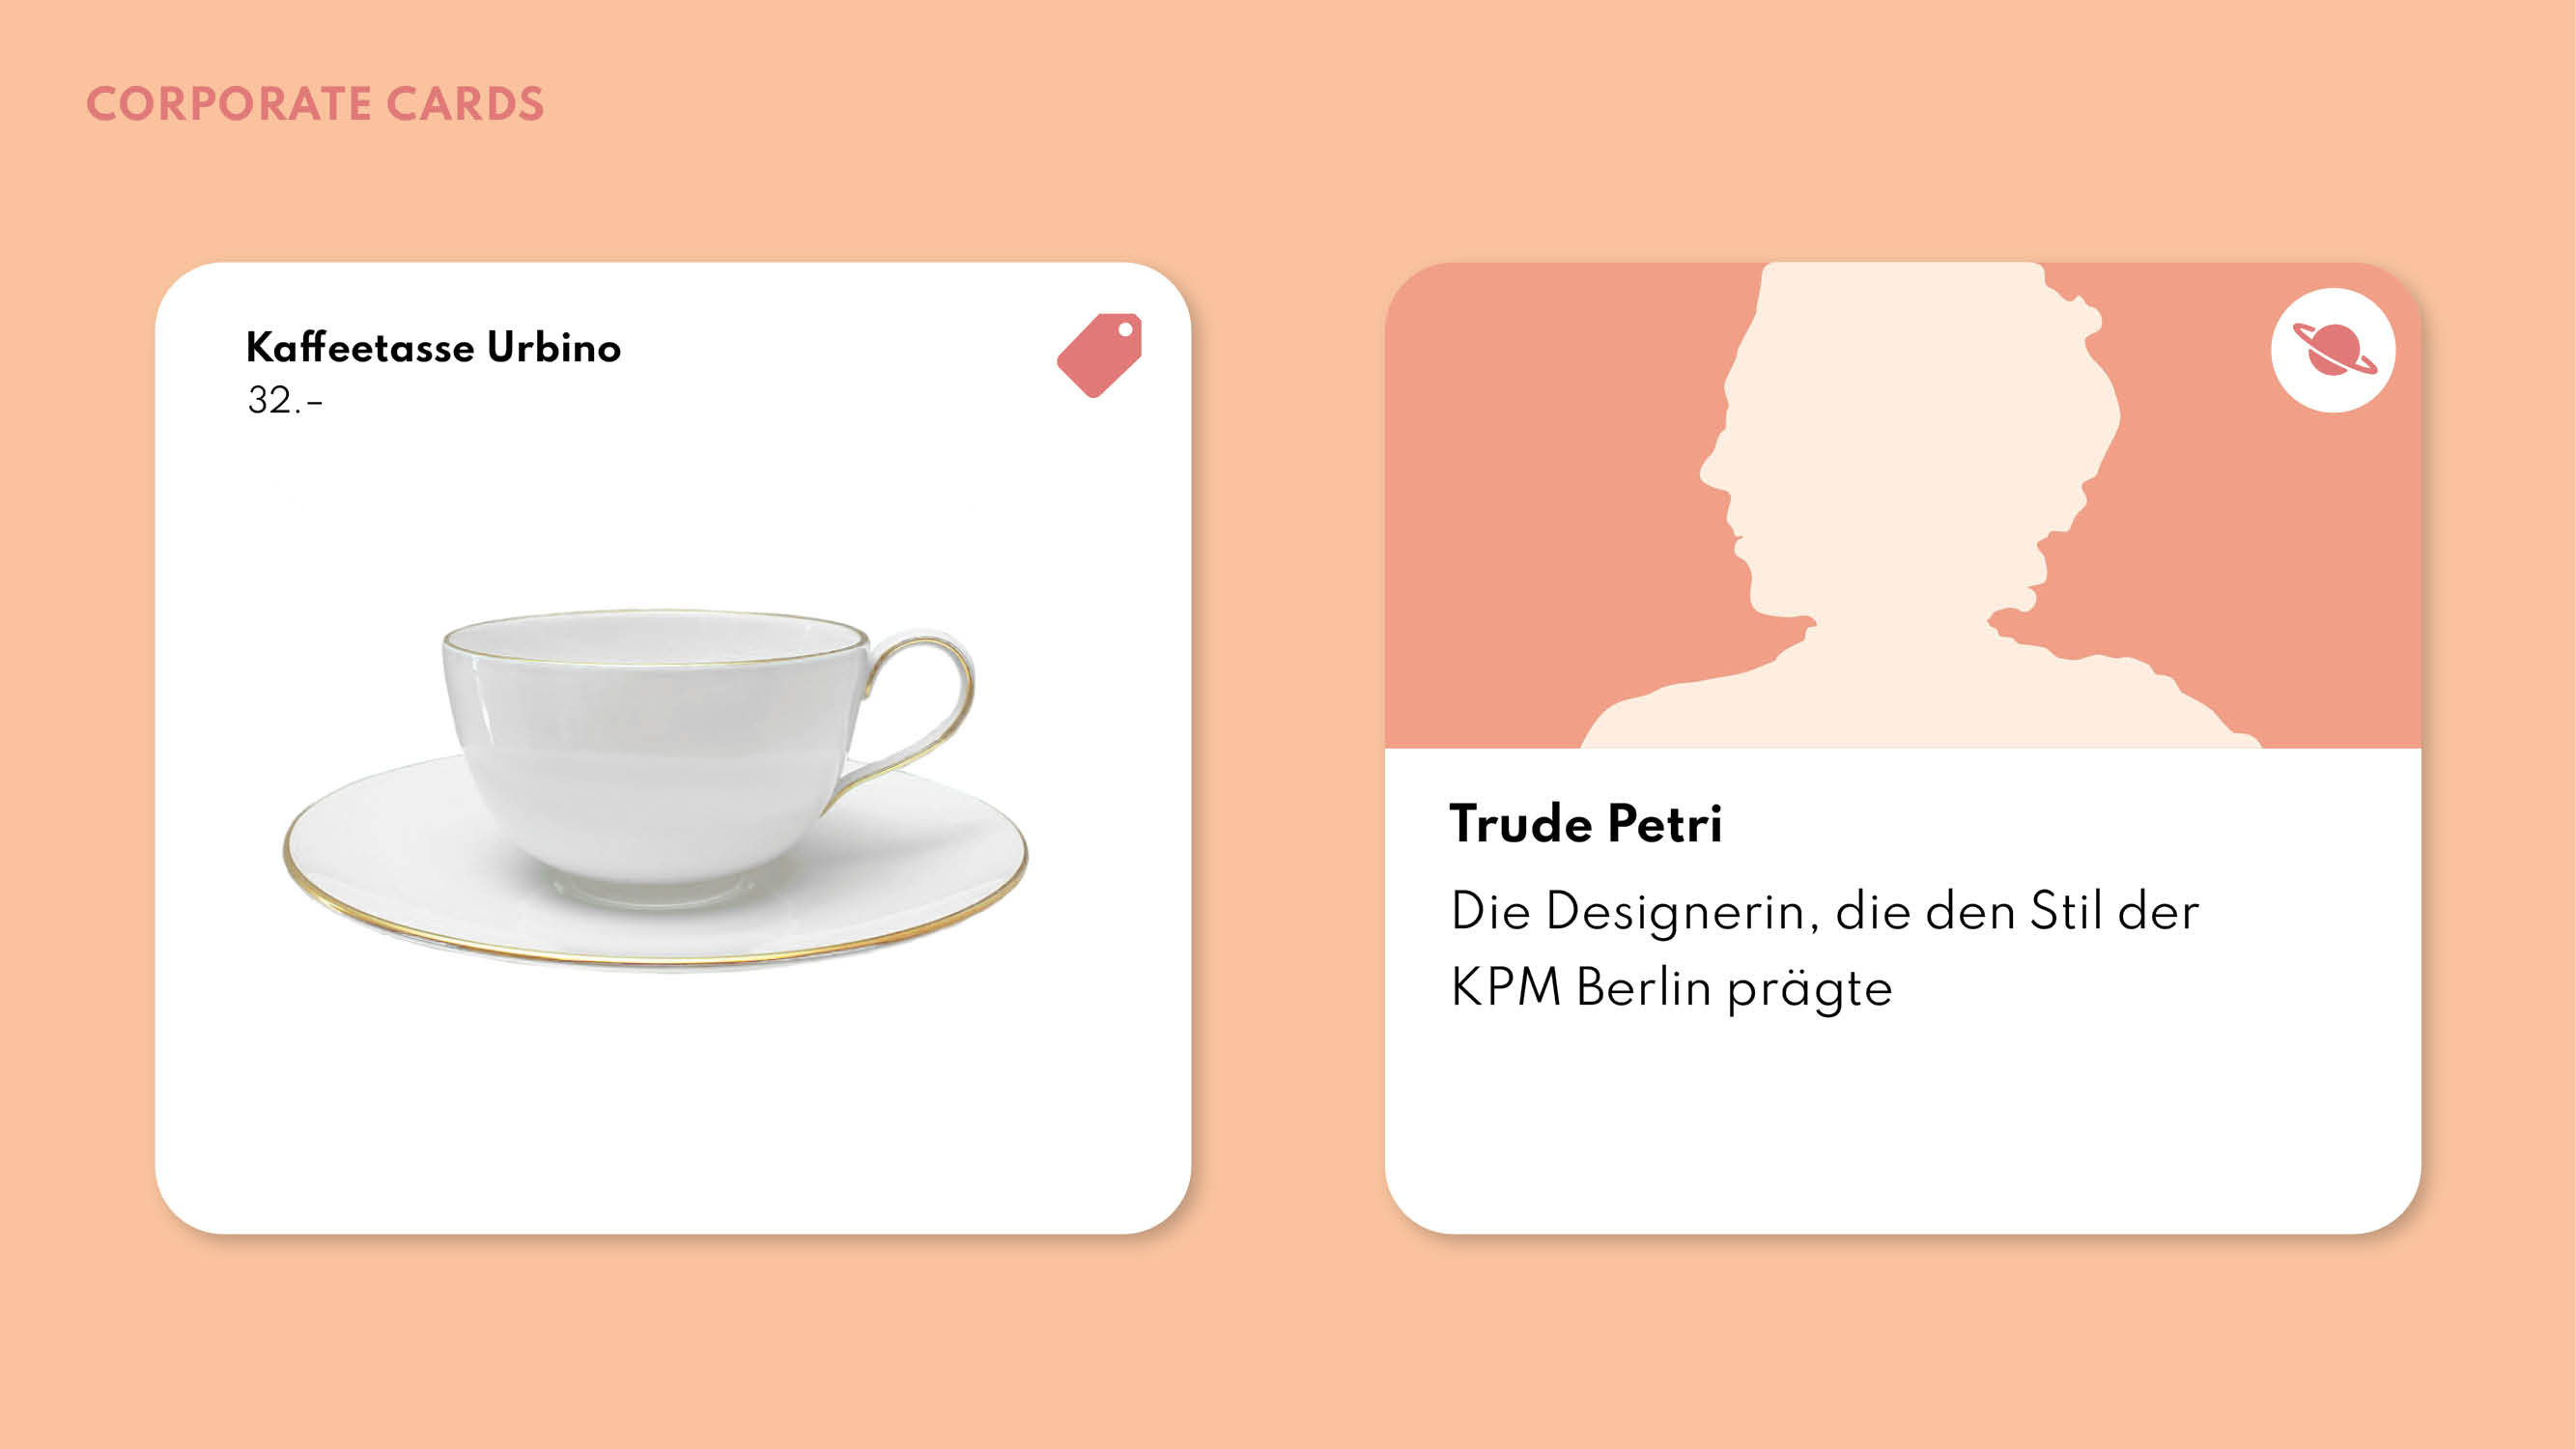 CORPORATE CARDS
Kaffeetasse Urbino
32.–
Trude Petri
Die Designerin, die den Stil der
KPM Berlin prägte